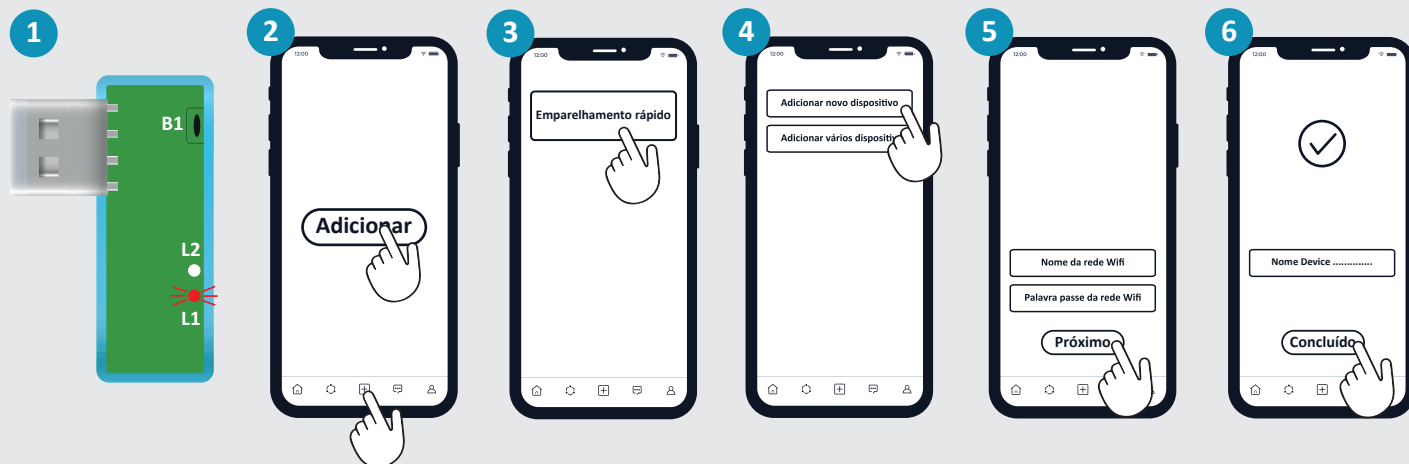 1
B1
L2
L1
2
12:00
Adicionar
3
12:00
Emparelhamento rápido
4
12:00
Adicionar novo dispositivo
Adicionar vários
5
12:00
Nome da rede Wifi
Palavra passe da rede Wifi
Próximo
6
12:00
Nome Device ..............
Concluído